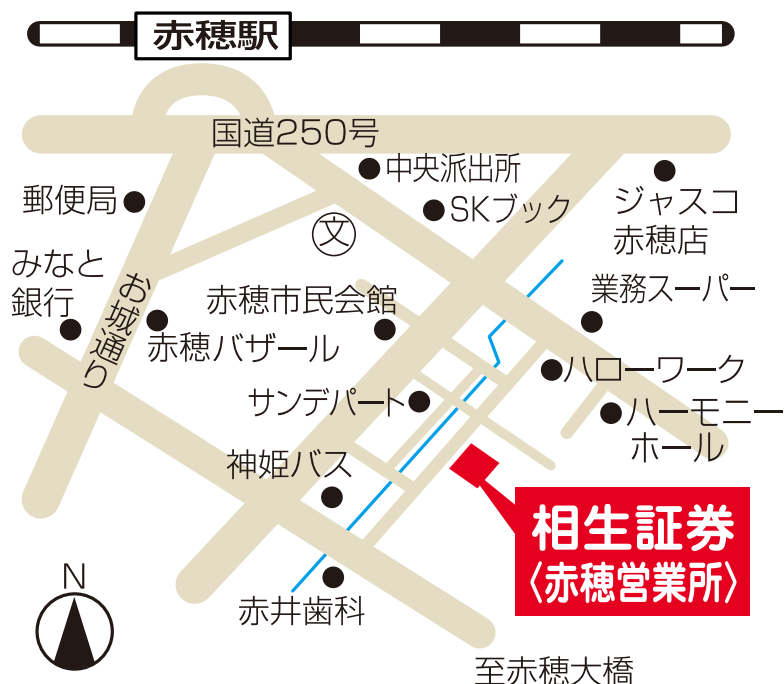 赤穂駅
国道250号
中央派出所
SKブック
ジャスコ
赤穂店
郵便局
文
みなと
銀行
お城通り
赤穂市民会館
赤穂バザール
業務スーパー
ハローワーク
サンデパート
ハーモニー
ホール
神姫バス
相生証券
〈赤穂営業所〉
赤井歯科
N
至赤穂大橋